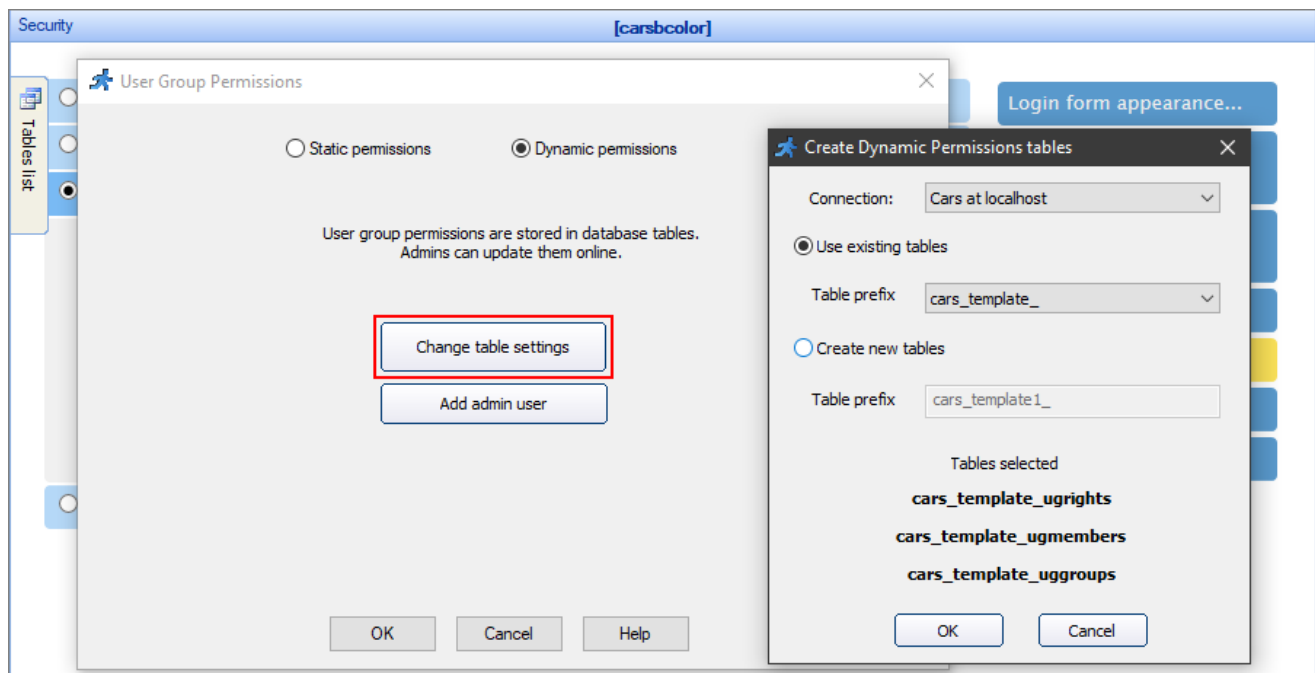 Security
[carsbcolor]
Tables list
User Group Permissions
Static permissions
Dynamic permissions
User group permissions are stored in database tables.
Admins can update them online.
Change table settings
Add admin user
OK
Cancel
Help
Login form appearance...
Create Dynamic Permissions tables
Connection:
Cars at localhost
Use existing tables
Table prefix
cars_template_
Create new tables
Table prefix
cars_template1_
Tables selected
cars_template_ugrights
cars_template_ugmembers
cars_template_uggroups
OK
Cancel